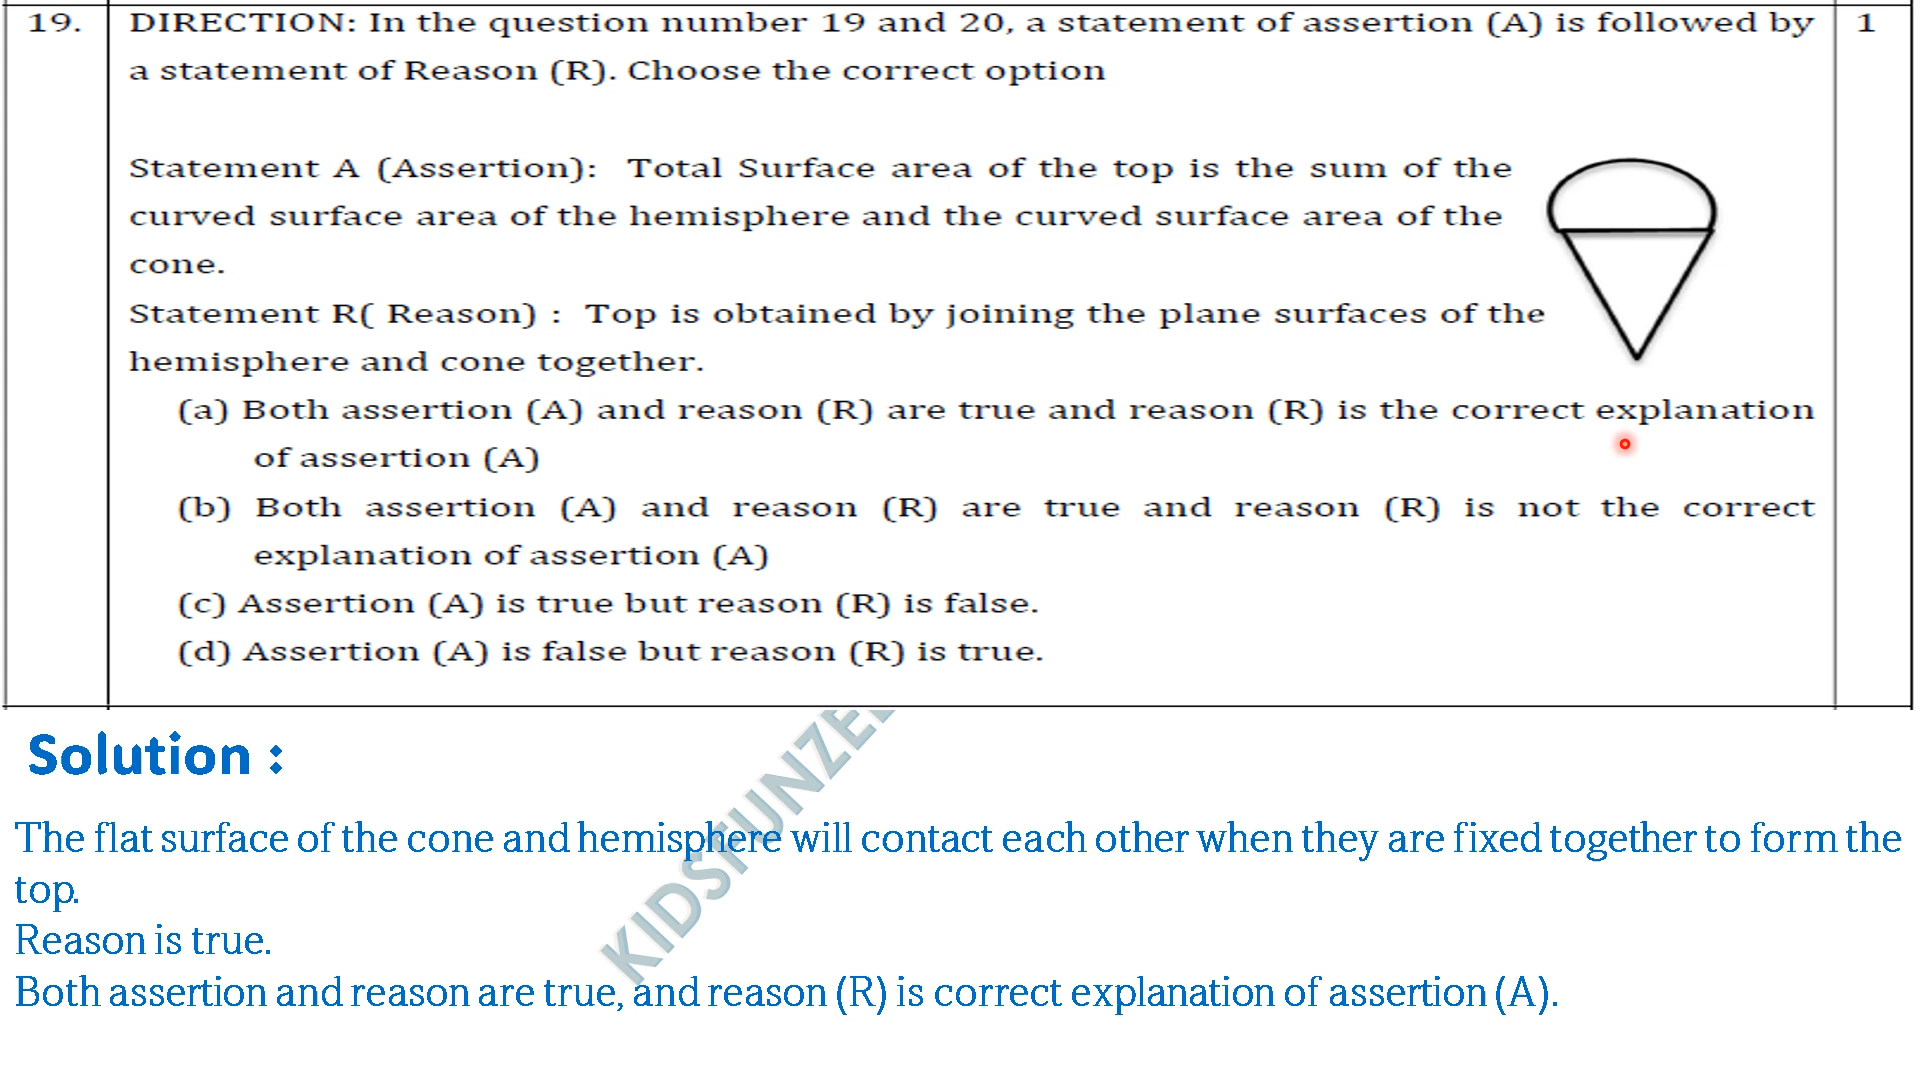 19. DIRECTION: In the question number 19 and 20, a statement of assertion (A) is followed by 1
a statement of Reason (R). Choose the correct option
Statement A (Assertion): Total Surface area of the top is the sum of the
curved surface area of the hemisphere and the curved surface area of the
cone.
Statement R( Reason) : Top is obtained by joining the plane surfaces of the
hemisphere and cone together.
(a) Both assertion (A) and reason (R) are true and reason (R) is the correct explanation
of assertion (A)
(b) Both assertion (A) and reason (R) are true and reason (R) is not the correct
explanation of assertion (A)
(c) Assertion (A) is true but reason (R) is false.
(d) Assertion (A) is false but reason (R) is true.
Solution :
The flat surface of the cone and hemisphere will contact each other when they are fixed together to form the
top.
Reason is true.
Both assertion and reason are true, and reason (R) is correct explanation of assertion (A).